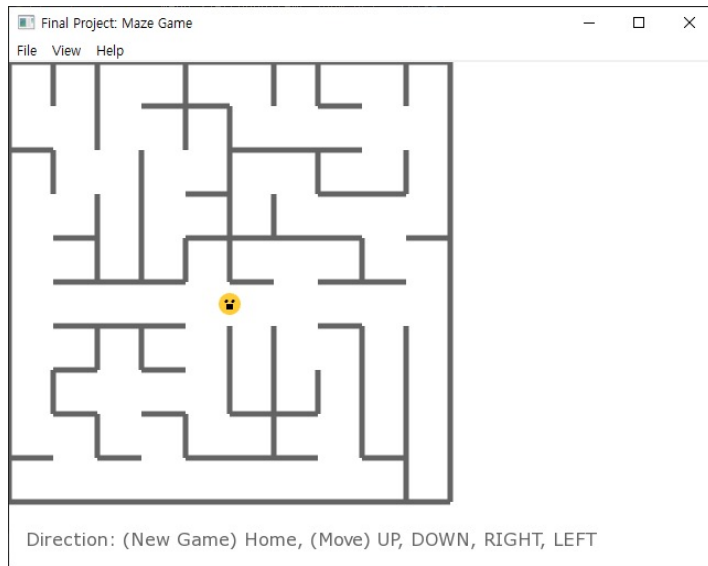 Final Project: Maze Game
File View Help
Direction: (New Game) Home, (Move) UP, DOWN, RIGHT, LEFT